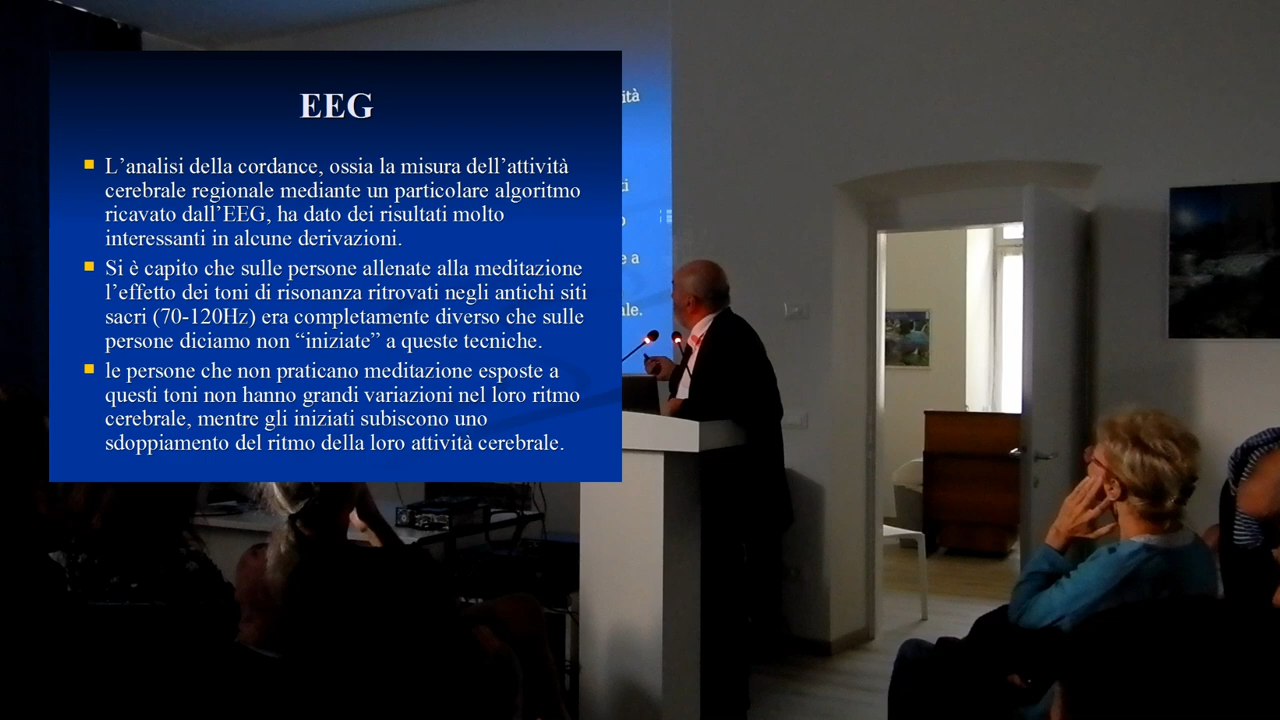 EEG
L’analisi della cordance, ossia la misura dell’attività
cerebrale regionale mediante un particolare algoritmo
ricavato dall’EEG, ha dato dei risultati molto
interessanti in alcune derivazioni.
Si è capito che sulle persone allenate alla meditazione
l’effetto dei toni di risonanza ritrovati negli antichi siti
sacri (70-120Hz) era completamente diverso che sulle
persone diciamo non “iniziate” a queste tecniche.
le persone che non praticano meditazione esposte a
questi toni non hanno grandi variazioni nel loro ritmo
cerebrale, mentre gli iniziati subiscono uno
sdoppiamento del ritmo della loro attività cerebrale.